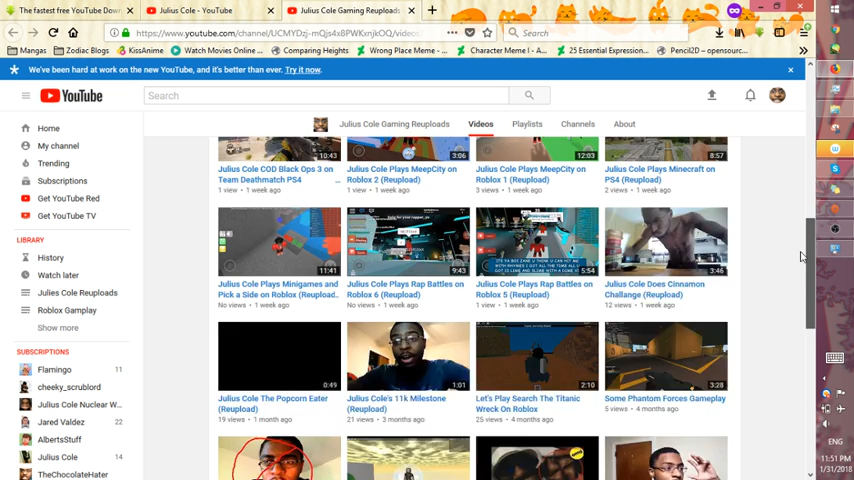 The fastest free YouTube Down
Julius Cole - YouTube
Julius Cole Gaming Reuploads
https://www.youtube.com/channel/UCMYDzj-mQjs4xBPWKxnjkOQ/videos
Search
Mangas
Zodiac Blogs
KissAnime
Watch Movies Online ...
Comparing Heights
Wrong Place Meme - ...
Character Meme I - A...
25 Essential Expression...
Pencil2D – opensourc...
We've been hard at work on the new YouTube, and it's better than ever. Try it now.
YouTube
Search
Julius Cole Gaming Reuploads
Videos
Playlists
Channels
About
Home
My channel
Trending
Subscriptions
Get YouTube Red
Get YouTube TV
LIBRARY
History
Watch later
Julius Cole Reuploads
Roblox Gamplay
Show more
SUBSCRIPTIONS
Flamingo 11
cheeky_scrublord
Julius Cole Nuclear W...
Jared Valdez 22
AlbertsStuff
Julius Cole 14
TheChocolateHater
10:43
Julius Cole COD Black Ops 3 on
Team Deathmatch PS4 ...
1 view • 1 week ago
3:06
Julius Cole Plays MeepCity on
Roblox 2 (Reupload)
1 view • 1 week ago
12:03
Julius Cole Plays MeepCity on
Roblox 1 (Reupload)
3 views • 1 week ago
8:57
Julius Cole Plays Minecraft on
PS4 (Reupload)
2 views • 1 week ago
11:41
Julius Cole Plays Minigames and
Pick a Side on Roblox (Reupload...
No views • 1 week ago
9:43
Julius Cole Plays Rap Battles on
Roblox 6 (Reupload)
No views • 1 week ago
5:54
Julius Cole Plays Rap Battles on
Roblox 5 (Reupload)
1 view • 1 week ago
3:46
Julius Cole Does Cinnamon
Challange (Reupload)
12 views • 1 week ago
0:49
Julius Cole The Popcorn Eater
(Reupload)
19 views • 1 month ago
1:01
Julius Cole's 11k Milestone
(Reupload)
21 views • 3 months ago
2:10
Let's Play Search The Titanic
Wreck On Roblox
25 views • 4 months ago
3:28
Some Phantom Forces Gameplay
5 views • 4 months ago
ENG
11:51 PM
1/31/2018